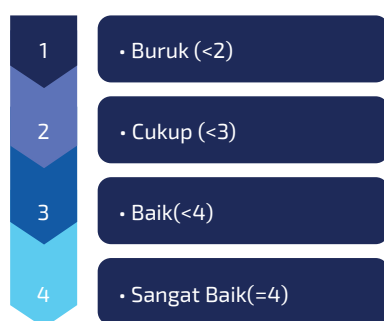 1
• Buruk (<2)
2
• Cukup (<3)
3
• Baik(<4)
4
• Sangat Baik(=4)